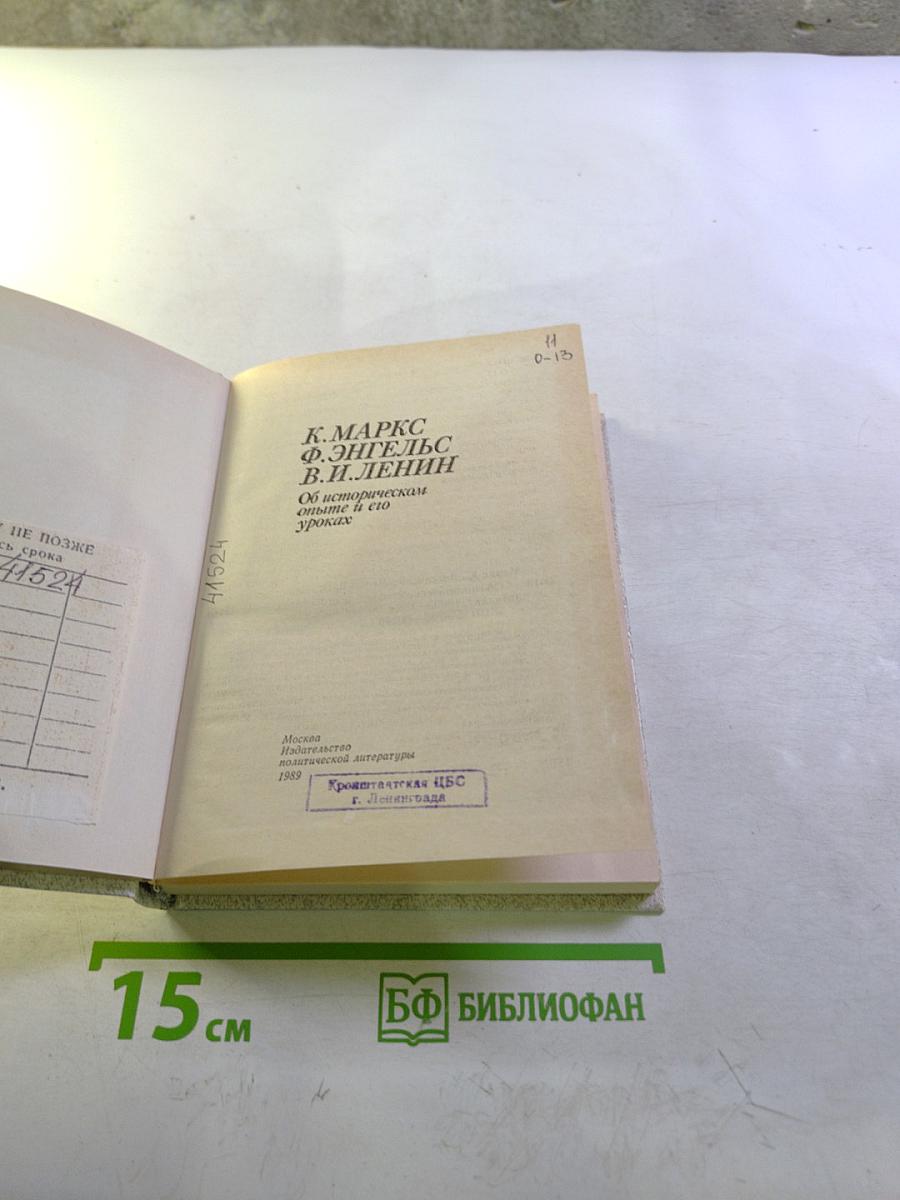 НЕ ПОЗЖЕ
срока
41524
41524
11
0-13
К. МАРКС
Ф. ЭНГЕЛЬС
В. И. ЛЕНИН
Об историческом
опыте и его
уроках
Москва
Издательство
политической литературы
1989
Кронштадтская ЦБС
г. Ленинграда
15 см
БФ БИБЛИОФАН